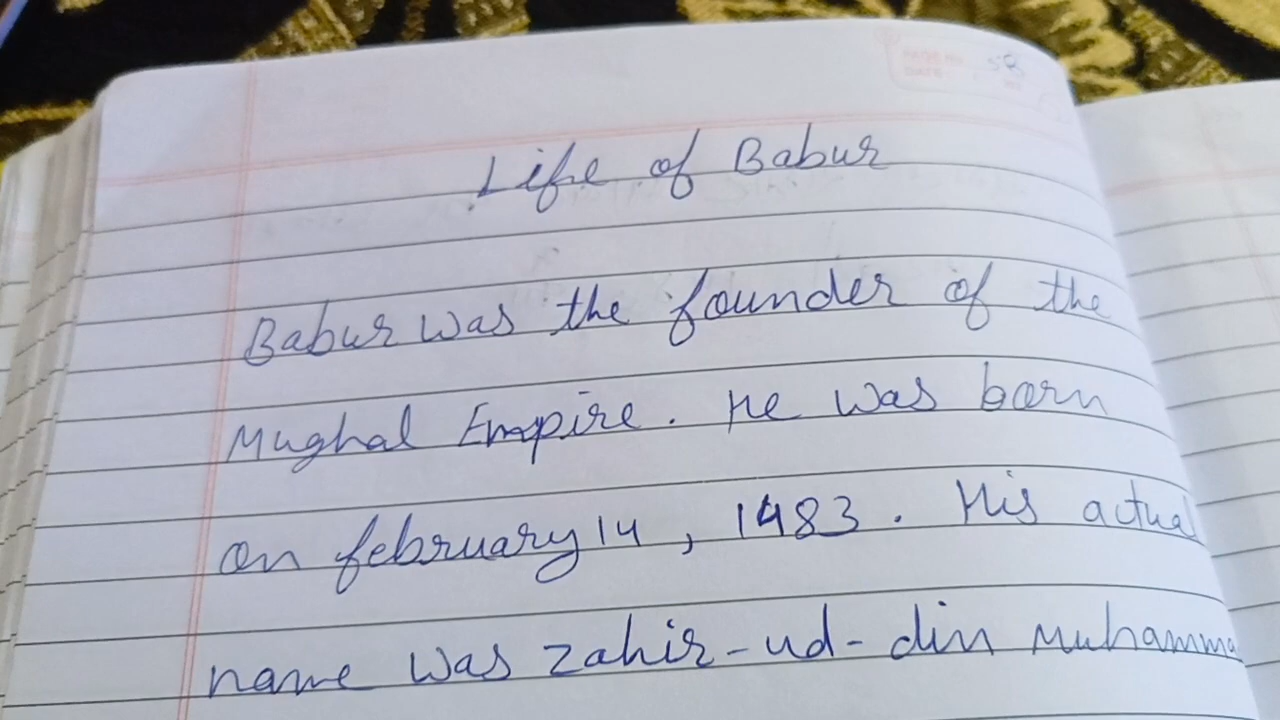 Life of Babur
Babur was the founder of the
Mughal Empire. He was born
on february 14, 1483. His actual
name was zahir-ud-din Muhamma